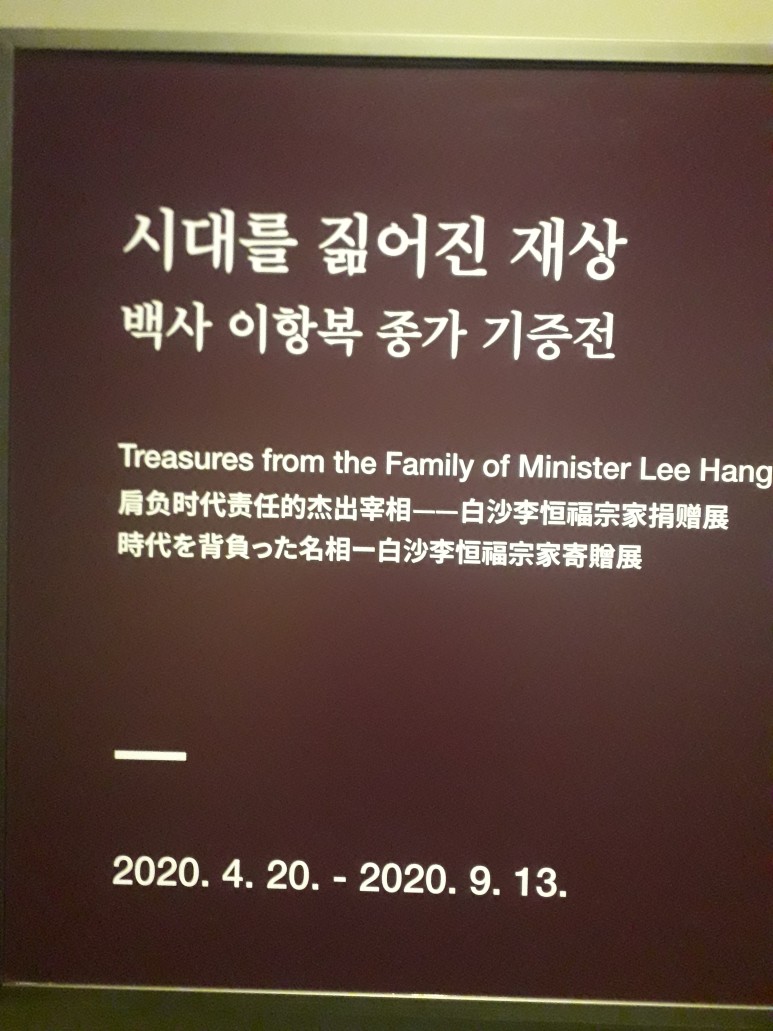 시대를 짊어진 재상
백사 이항복 종가 기증전
Treasures from the Family of Minister Lee Hang
肩负时代责任的杰出宰相——白沙李恒福宗家捐赠展
時代を背負った名相ー白沙李恒福宗家寄贈展
2020. 4. 20. - 2020. 9. 13.